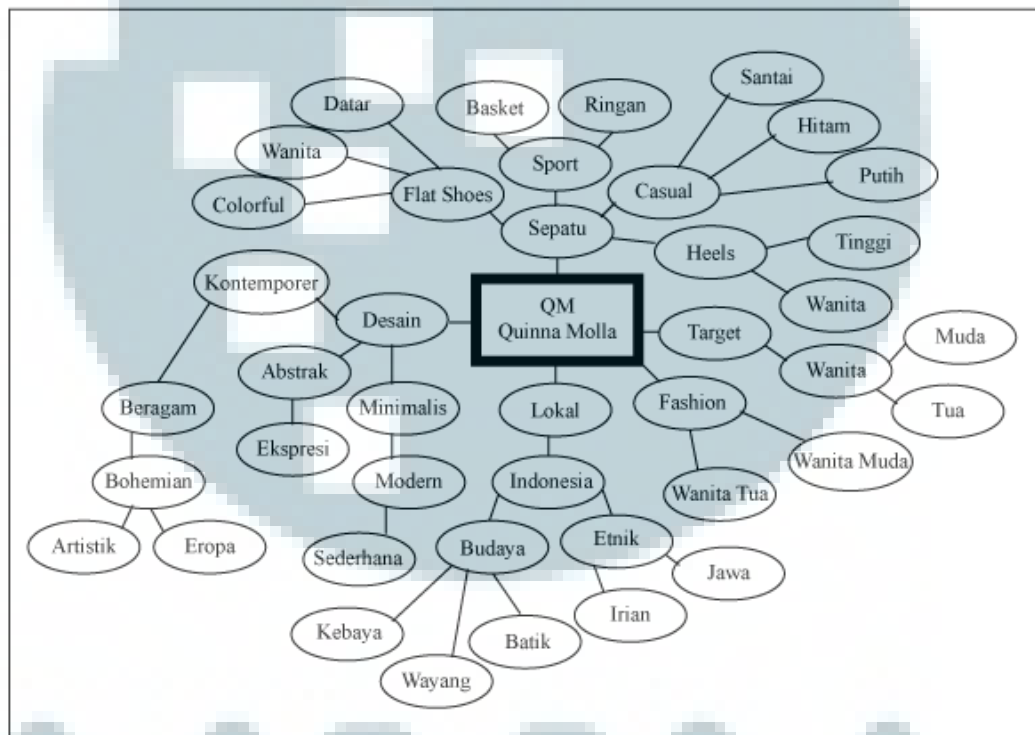 Santai
Datar
Basket
Ringan
Hitam
Wanita
Sport
Putih
Colorful
Flat Shoes
Casual
Sepatu
Heels
Tinggi
Kontemporer
Wanita
QM
Quinna Molla
Desain
Target
Muda
Abstrak
Wanita
Beragam
Minimalis
Lokal
Fashion
Tua
Ekspresi
Wanita Muda
Bohemian
Modern
Indonesia
Wanita Tua
Artistik
Eropa
Sederhana
Budaya
Etnik
Jawa
Irian
Kebaya
Batik
Wayang